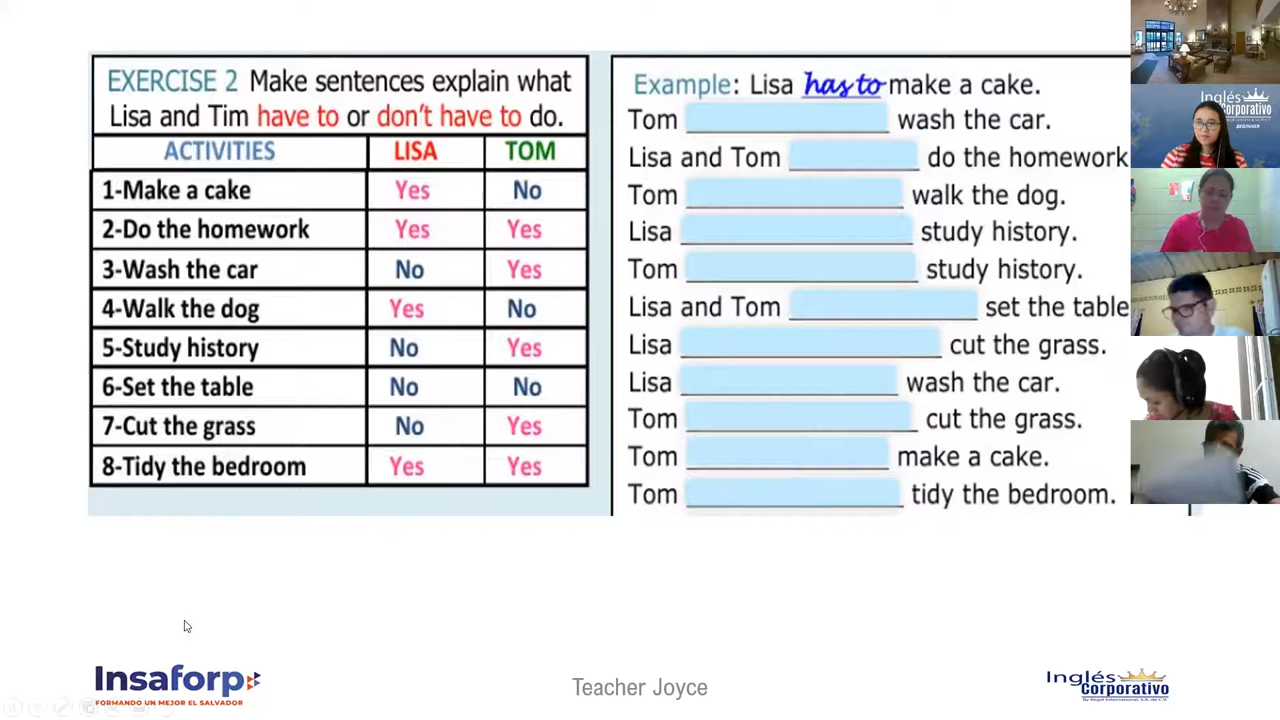 EXERCISE 2 Make sentences explain what
Lisa and Tim have to or don't have to do.
ACTIVITIES LISA TOM
1-Make a cake Yes No
2-Do the homework Yes Yes
3-Wash the car No Yes
4-Walk the dog Yes No
5-Study history No Yes
6-Set the table No No
7-Cut the grass No Yes
8-Tidy the bedroom Yes Yes
Example: Lisa has to make a cake.
Tom wash the car.
Lisa and Tom do the homework
Tom walk the dog.
Lisa study history.
Tom study history.
Lisa and Tom set the table
Lisa cut the grass.
Lisa wash the car.
Tom cut the grass.
Tom make a cake.
Tom tidy the bedroom.
Inglés
Corporativo
BEGINNER
Insaforp
FORMANDO UN MEJOR EL SALVADOR
Teacher Joyce
Inglés
Corporativo
By Regal International, S.A. de C.V.